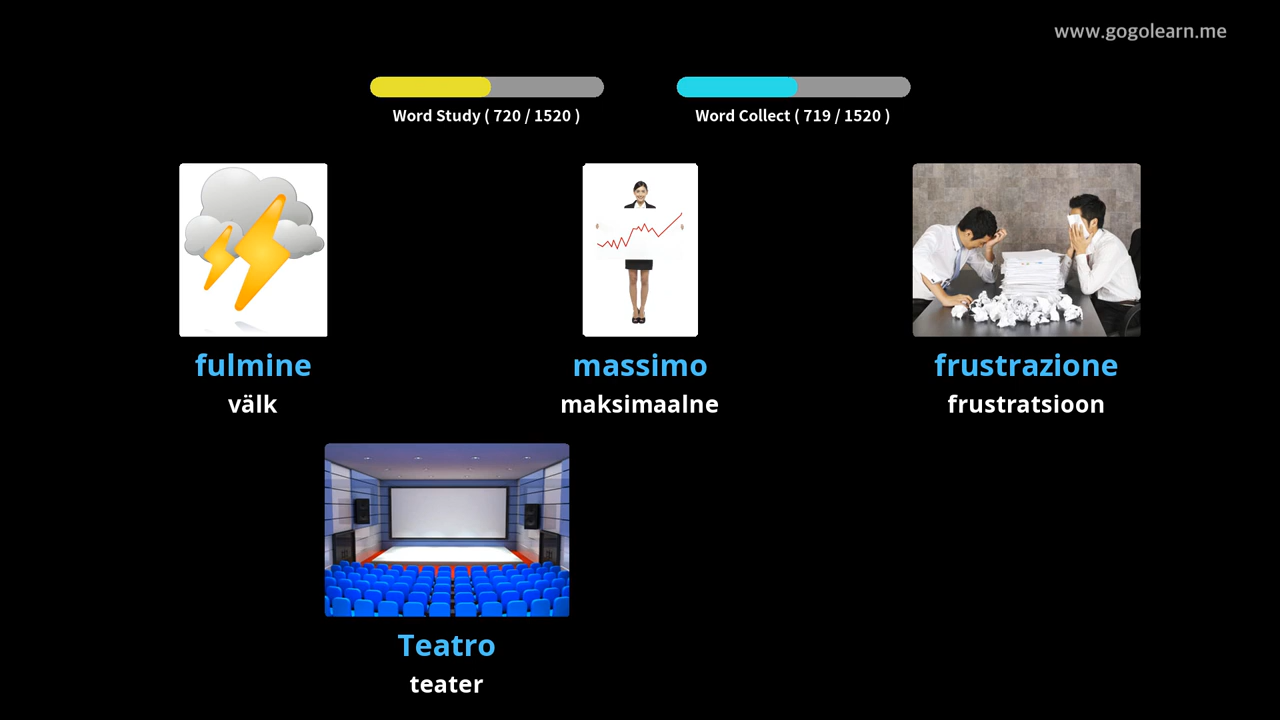 www.gogolearn.me
Word Study ( 720 / 1520 )
Word Collect ( 719 / 1520 )
fulmine
välk
massimo
maksimaalne
frustrazione
frustratsioon
Teatro
teater